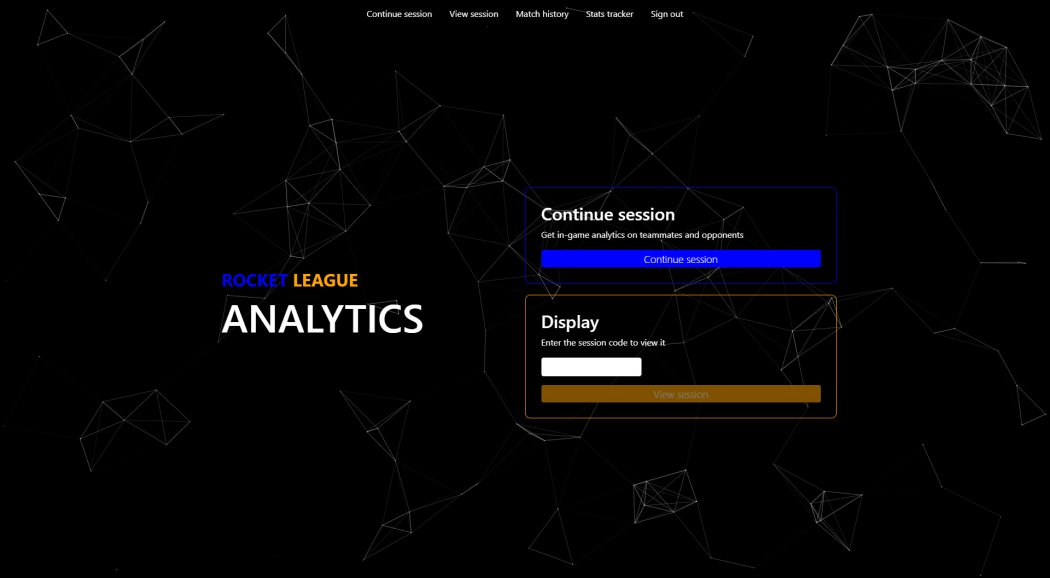 Continue session View session Match history Stats tracker Sign out
ROCKET LEAGUE
ANALYTICS
Continue session
Get in-game analytics on teammates and opponents
Continue session
Display
Enter the session code to view it
View session